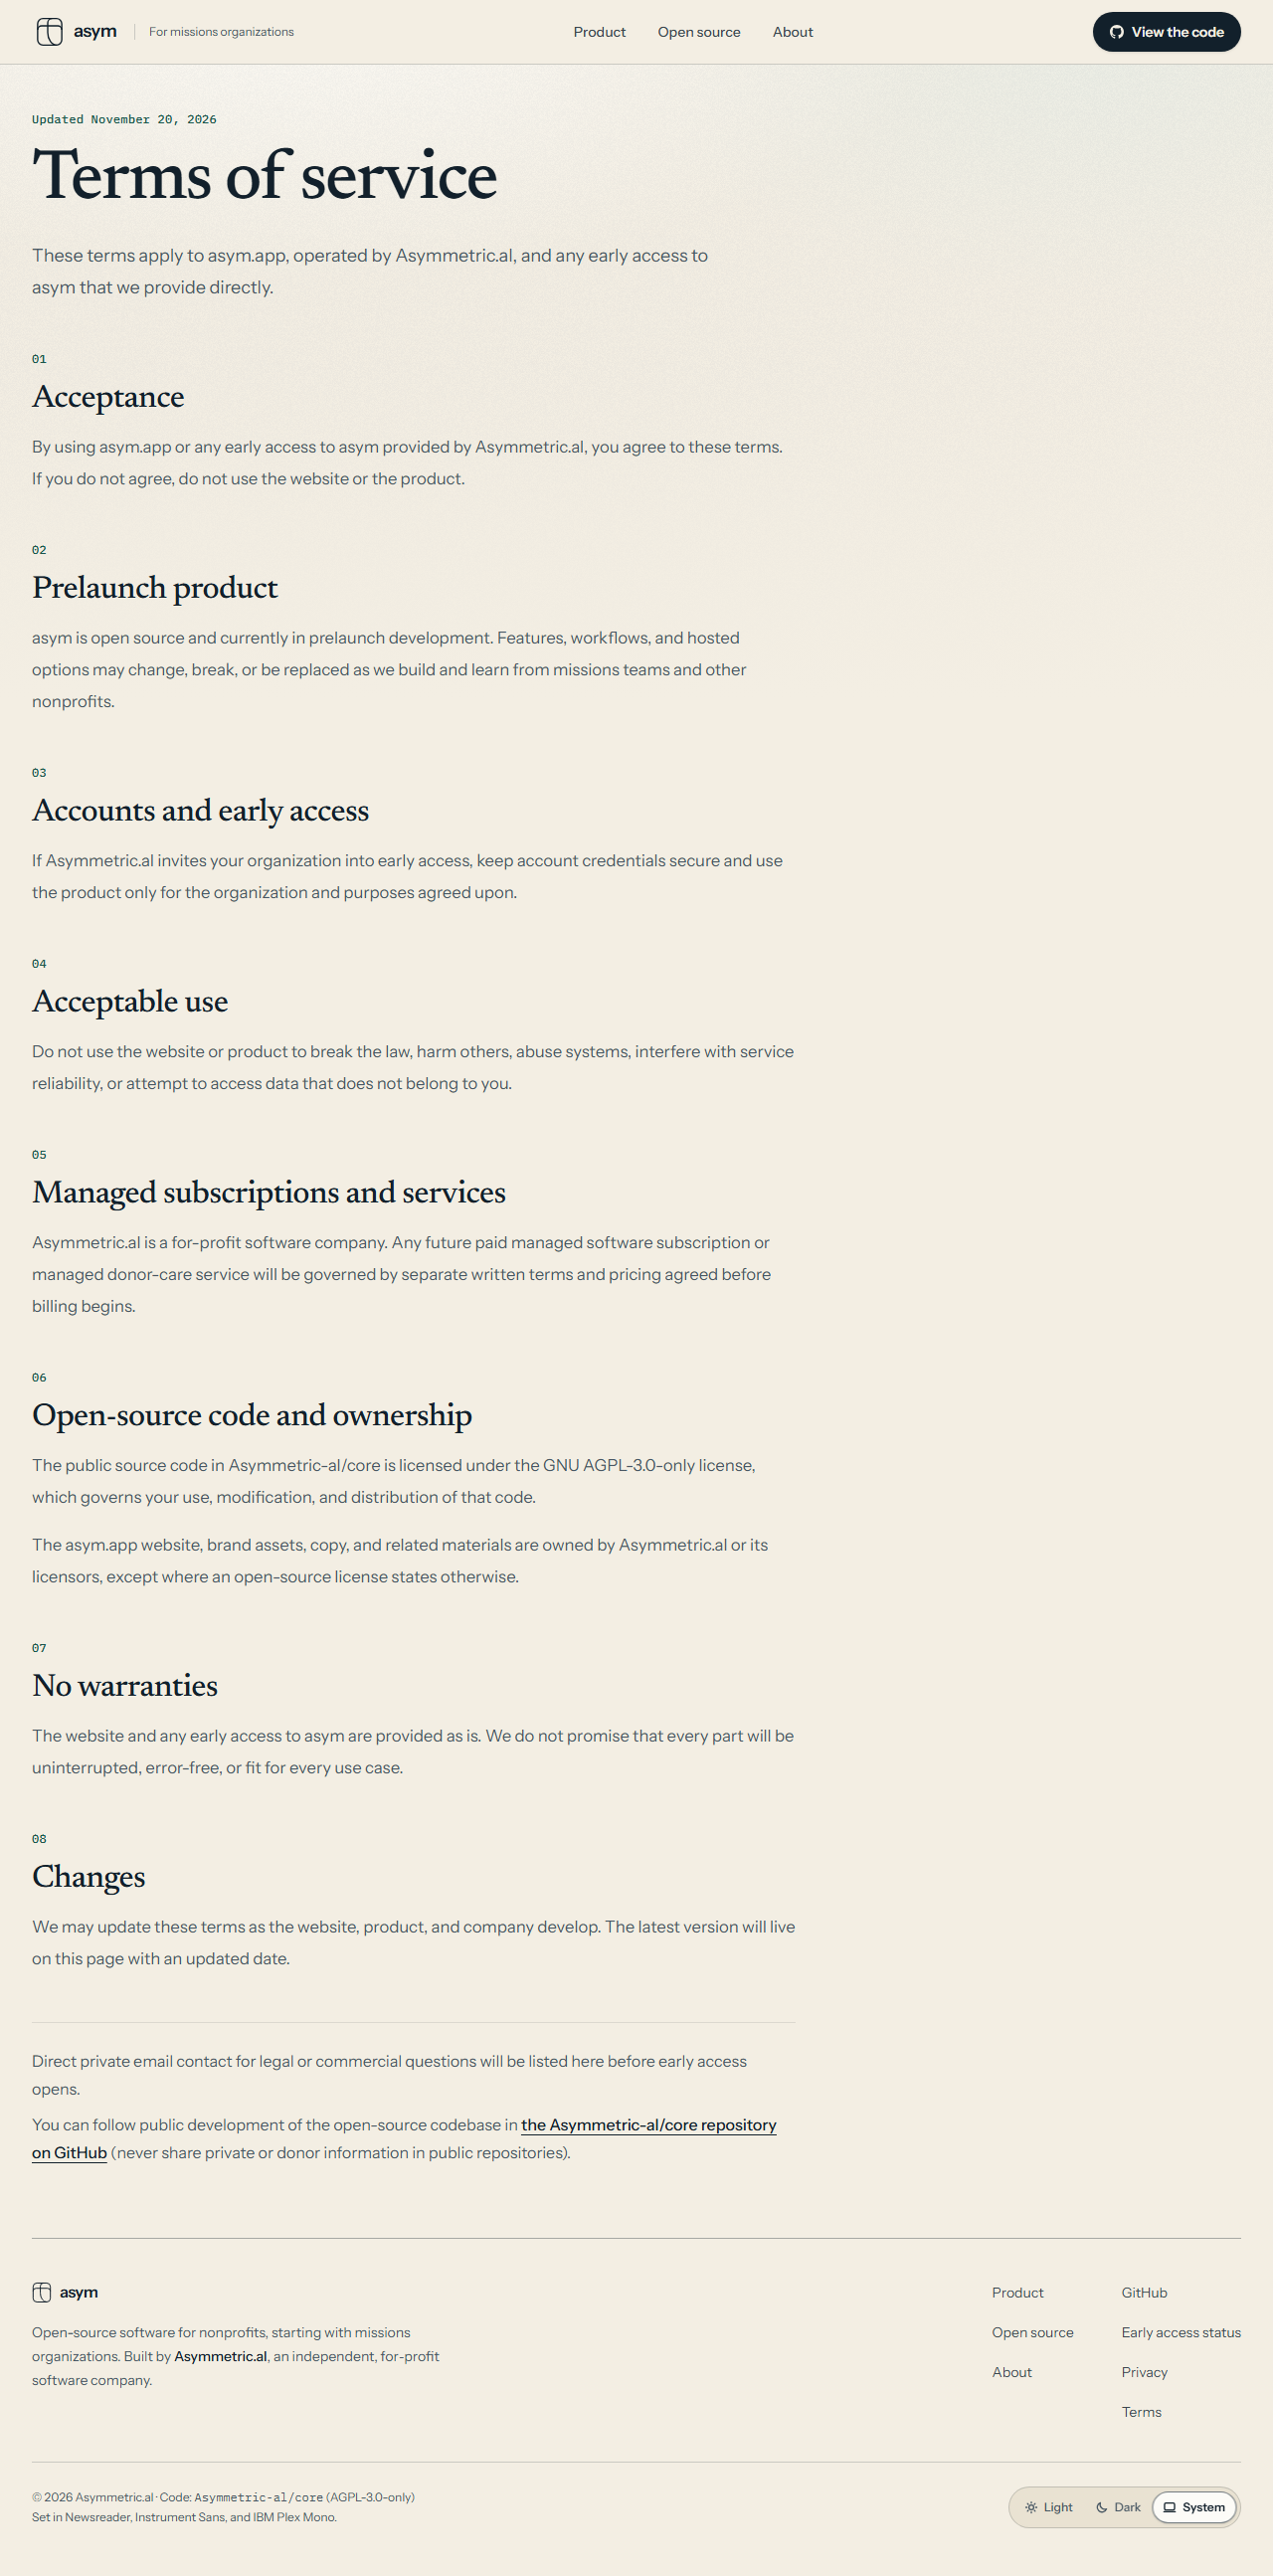 asym
For missions organizations
Product
Open source
About
View the code
Updated November 20, 2026
Terms of service
These terms apply to asym.app, operated by Asymmetric.al, and any early access to
asym that we provide directly.
01
Acceptance
By using asym.app or any early access to asym provided by Asymmetric.al, you agree to these terms.
If you do not agree, do not use the website or the product.
02
Prelaunch product
asym is open source and currently in prelaunch development. Features, workflows, and hosted
options may change, break, or be replaced as we build and learn from missions teams and other
nonprofits.
03
Accounts and early access
If Asymmetric.al invites your organization into early access, keep account credentials secure and use
the product only for the organization and purposes agreed upon.
04
Acceptable use
Do not use the website or product to break the law, harm others, abuse systems, interfere with service
reliability, or attempt to access data that does not belong to you.
05
Managed subscriptions and services
Asymmetric.al is a for-profit software company. Any future paid managed software subscription or
managed donor-care service will be governed by separate written terms and pricing agreed before
billing begins.
06
Open-source code and ownership
The public source code in Asymmetric-al/core is licensed under the GNU AGPL-3.0-only license,
which governs your use, modification, and distribution of that code.
The asym.app website, brand assets, copy, and related materials are owned by Asymmetric.al or its
licensors, except where an open-source license states otherwise.
07
No warranties
The website and any early access to asym are provided as is. We do not promise that every part will be
uninterrupted, error-free, or fit for every use case.
08
Changes
We may update these terms as the website, product, and company develop. The latest version will live
on this page with an updated date.
Direct private email contact for legal or commercial questions will be listed here before early access
opens.
You can follow public development of the open-source codebase in the Asymmetric-al/core repository
on GitHub (never share private or donor information in public repositories).
asym
Open-source software for nonprofits, starting with missions
organizations. Built by Asymmetric.al, an independent, for-profit
software company.
Product
Open source
About
GitHub
Early access status
Privacy
Terms
© 2026 Asymmetric.al · Code: Asymmetric-al/core (AGPL-3.0-only)
Set in Newsreader, Instrument Sans, and IBM Plex Mono.
Light
Dark
System